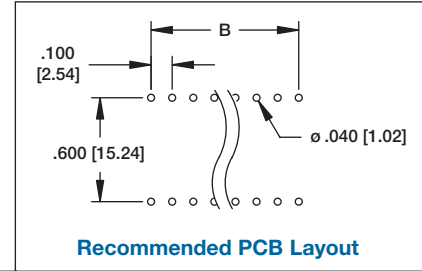 B
.100
[2.54]
ø .040 [1.02]
.600 [15.24]
Recommended PCB Layout